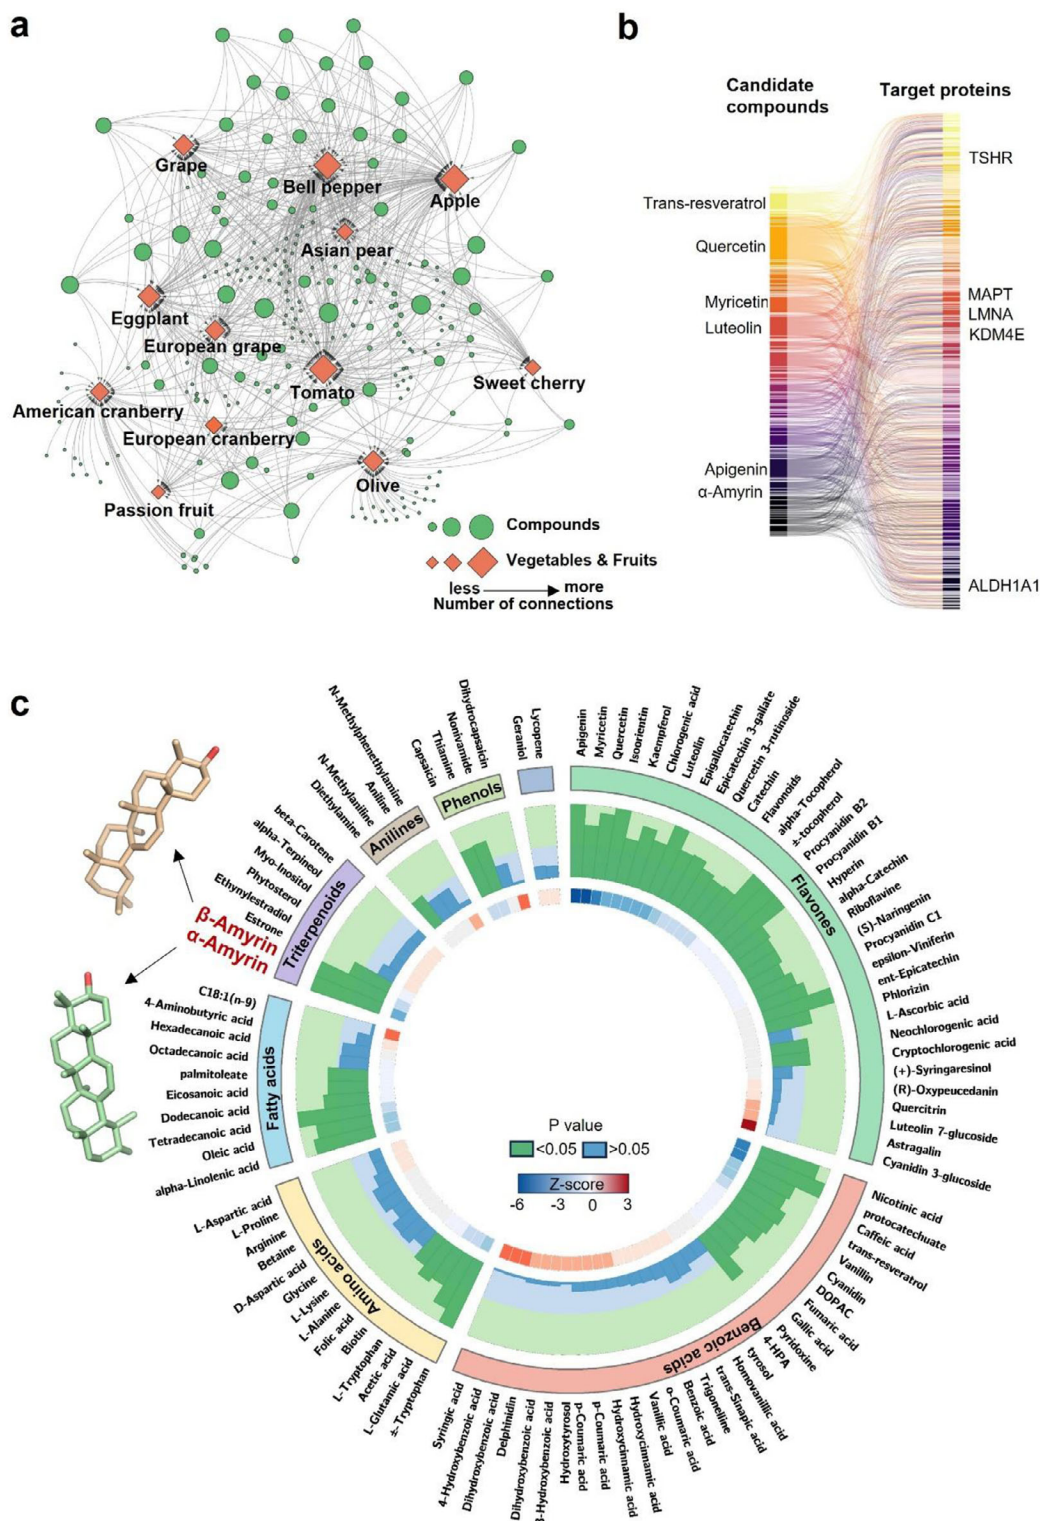 a
Grape
Bell pepper
Apple
Asian pear
Eggplant
European grape
Tomato
Sweet cherry
American cranberry
European cranberry
Olive
Passion fruit
Compounds
Vegetables & Fruits
less
more
Number of connections
b
Candidate
compounds
Target proteins
Trans-resveratrol
Quercetin
Myricetin
Luteolin
Apigenin
α-Amyrin
TSHR
MAPT
LMNA
KDM4E
ALDH1A1
c
β-Amyrin
α-Amyrin
Flavones
Apigenin
Myricetin
Quercetin
Isoorientin
Kaempferol
Chlorogenic acid
Luteolin
Epigallocatechin
Epicatechin 3-gallate
Quercetin 3-rutinoside
Catechin
Flavonoids
alpha-Tocopherol
±-tocopherol
Procyanidin B2
Procyanidin B1
Hyperin
alpha-Catechin
Riboflavine
(S)-Naringenin
Procyanidin C1
epsilon-Viniferin
ent-Epicatechin
Phlorizin
L-Ascorbic acid
Neochlorogenic acid
Cryptochlorogenic acid
(+)-Syringaresinol
(R)-Oxypeucedanin
Quercitrin
Luteolin 7-glucoside
Astragalin
Cyanidin 3-glucoside
Benzoic acids
Nicotinic acid
protocatechuate
Caffeic acid
trans-resveratrol
Vanillin
Cyanidin
DOPAC
Fumaric acid
Gallic acid
Pyridoxine
4-HPA
tyrosol
Homovanillic acid
trans-Sinapic acid
Trigonelline
Benzoic acid
o-Coumaric acid
Vanillic acid
Hydroxycinnamic acid
Hydroxycinnamic acid
p-Coumaric acid
p-Coumaric acid
Hydroxytyrosol
3-Hydroxybenzoic acid
Dihydroxybenzoic acid
Delphinidin
Dihydroxybenzoic acid
4-Hydroxybenzoic acid
Syringic acid
Amino acids
±-Tryptophan
L-Glutamic acid
Acetic acid
L-Tryptophan
Biotin
Folic acid
L-Alanine
L-Lysine
Glycine
D-Aspartic acid
Betaine
Arginine
L-Proline
L-Aspartic acid
Fatty acids
alpha-Linolenic acid
Oleic acid
Tetradecanoic acid
Dodecanoic acid
Eicosanoic acid
palmitoleate
Octadecanoic acid
Hexadecanoic acid
4-Aminobutyric acid
C18:1(n-9)
Triterpenoids
Estrone
Ethynylestradiol
Phytosterol
Myo-Inositol
alpha-Terpineol
beta-Carotene
Anilines
Diethylamine
N-Methylaniline
Aniline
N-Methylphenethylamine
Phenols
Capsaicin
Thiamine
Nonivamide
Dihydrocapsaicin
Geraniol
Lycopene
P value
<0.05
>0.05
Z-score
-6 -3 0 3